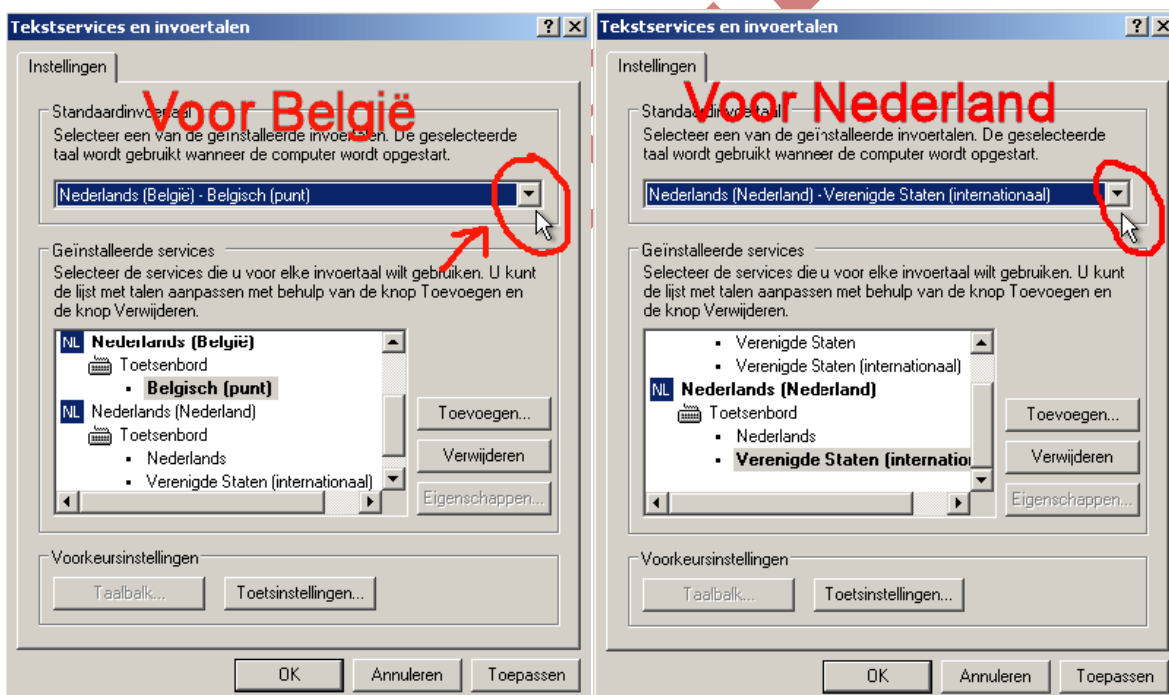 Tekstservices en invoertalen
Instellingen
Voor België
Standaardinvoertaal
Selecteer een van de geïnstalleerde invoertalen. De geselecteerde
taal wordt gebruikt wanneer de computer wordt opgestart.
Nederlands (België) - Belgisch (punt)
Geïnstalleerde services
Selecteer de services die u voor elke invoertaal wilt gebruiken. U kunt
de lijst met talen aanpassen met behulp van de knop Toevoegen en
de knop Verwijderen.
NL Nederlands (België)
Toetsenbord
Belgisch (punt)
NL Nederlands (Nederland)
Toetsenbord
Nederlands
Verenigde Staten (internationaal)
Toevoegen...
Verwijderen
Eigenschappen...
Voorkeursinstellingen
Taalbalk...
Toetsinstellingen...
OK
Annuleren
Toepassen
Tekstservices en invoertalen
Instellingen
Voor Nederland
Standaardinvoertaal
Selecteer een van de geïnstalleerde invoertalen. De geselecteerde
taal wordt gebruikt wanneer de computer wordt opgestart.
Nederlands (Nederland) - Verenigde Staten (internationaal)
Geïnstalleerde services
Selecteer de services die u voor elke invoertaal wilt gebruiken. U kunt
de lijst met talen aanpassen met behulp van de knop Toevoegen en
de knop Verwijderen.
Verenigde Staten
Verenigde Staten (internationaal)
NL Nederlands (Nederland)
Toetsenbord
Nederlands
Verenigde Staten (internation
Toevoegen...
Verwijderen
Eigenschappen...
Voorkeursinstellingen
Taalbalk...
Toetsinstellingen...
OK
Annuleren
Toepassen